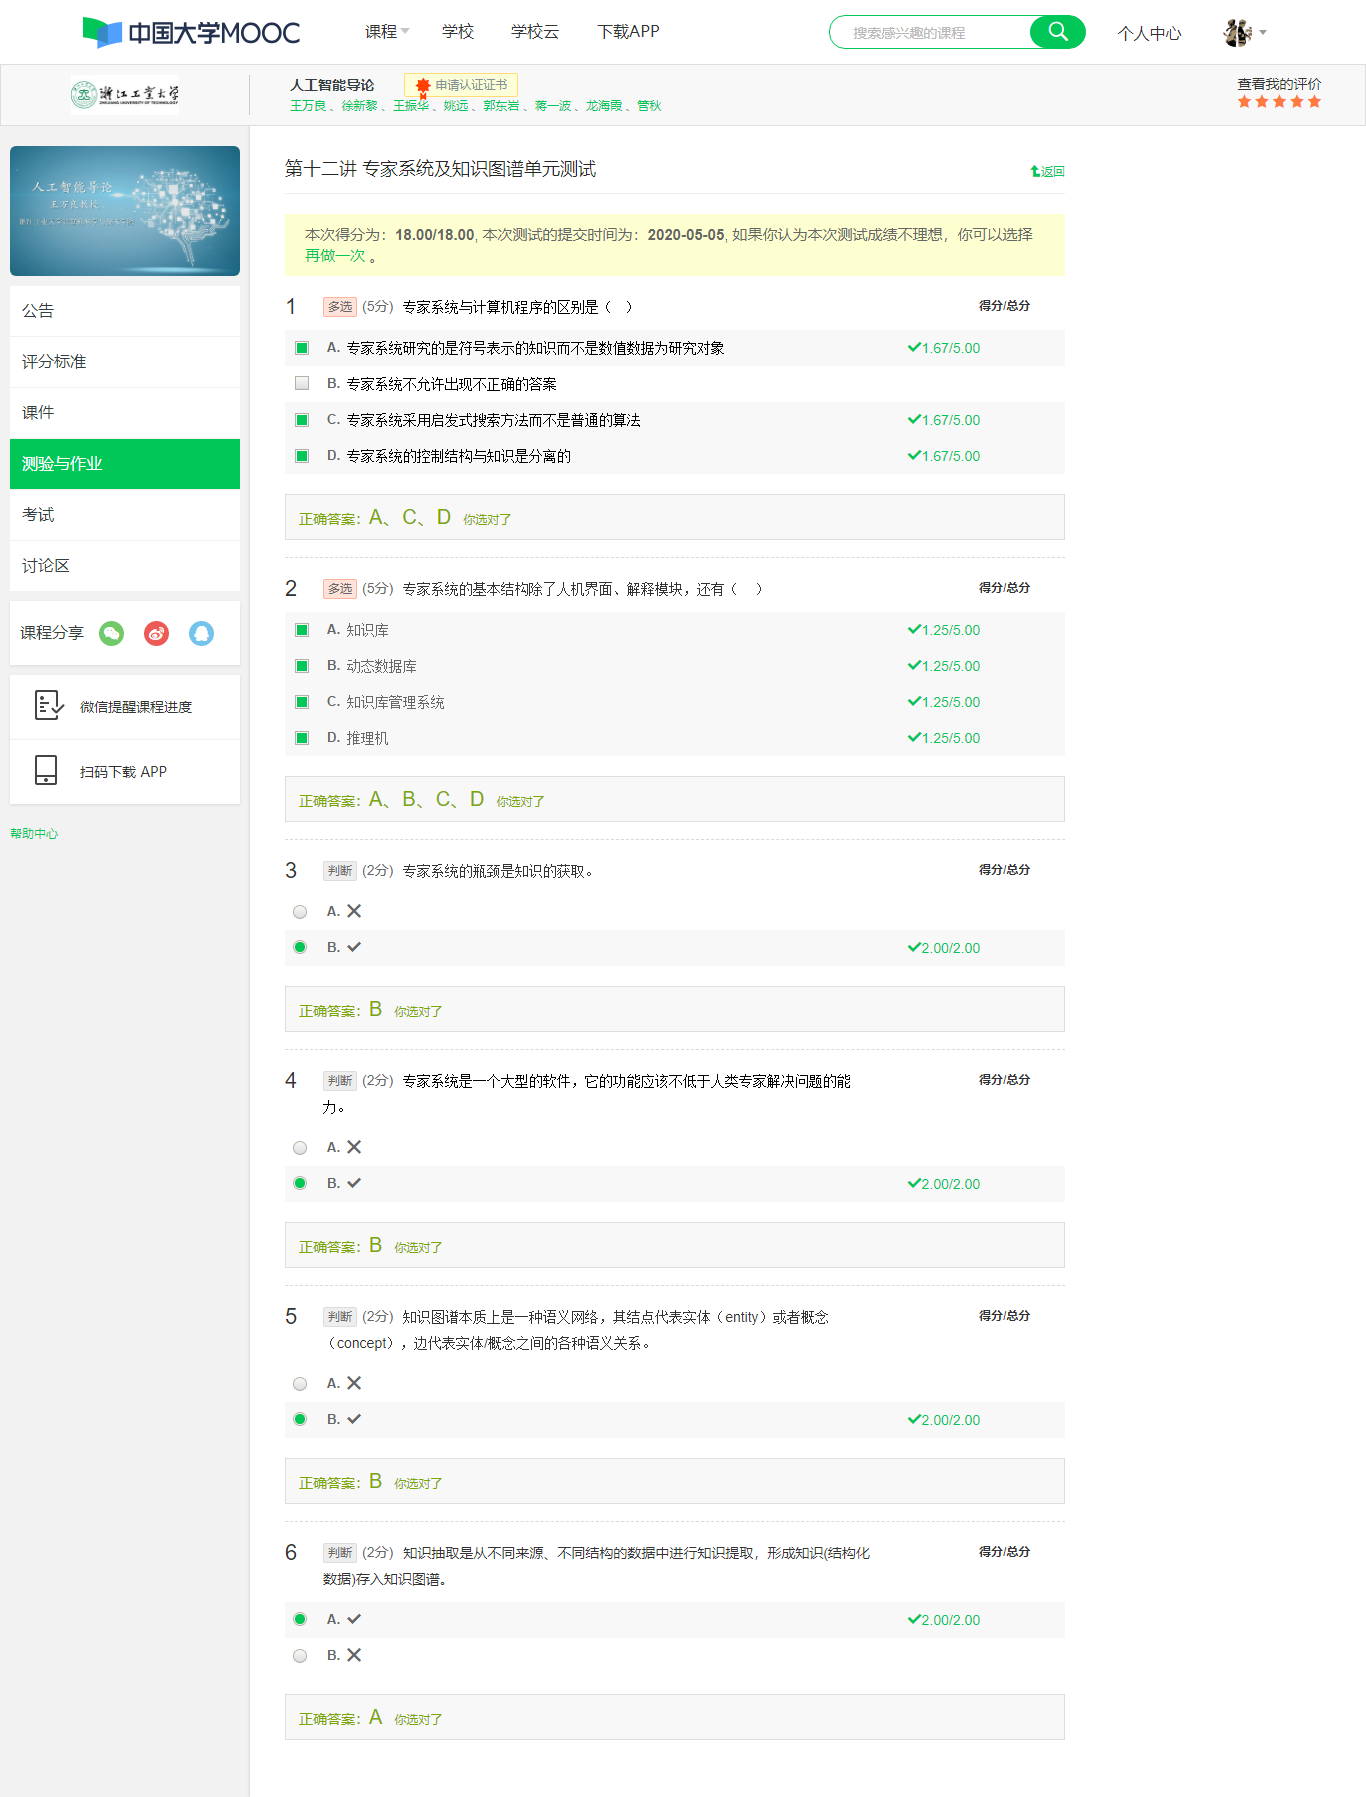 中国大学MOOC
课程 学校 学校云 下载APP
搜索感兴趣的课程
个人中心
浙江工业大学
ZHEJIANG UNIVERSITY OF TECHNOLOGY
人工智能导论 申请认证证书
王万良 、徐新黎 、王振华 、姚远 、郭东岩 、蒋一波 、龙海霞 、管秋
查看我的评价
人工智能导论
王万良教授
公告
评分标准
课件
测验与作业
考试
讨论区
课程分享
微信提醒课程进度
扫码下载 APP
帮助中心
第十二讲 专家系统及知识图谱单元测试
返回
本次得分为：18.00/18.00, 本次测试的提交时间为：2020-05-05, 如果你认为本次测试成绩不理想，你可以选择
再做一次 。
1 多选 (5分) 专家系统与计算机程序的区别是（ ） 得分/总分
A. 专家系统研究的是符号表示的知识而不是数值数据为研究对象 1.67/5.00
B. 专家系统不允许出现不正确的答案
C. 专家系统采用启发式搜索方法而不是普通的算法 1.67/5.00
D. 专家系统的控制结构与知识是分离的 1.67/5.00
正确答案：A、C、D 你选对了
2 多选 (5分) 专家系统的基本结构除了人机界面、解释模块，还有（ ） 得分/总分
A. 知识库 1.25/5.00
B. 动态数据库 1.25/5.00
C. 知识库管理系统 1.25/5.00
D. 推理机 1.25/5.00
正确答案：A、B、C、D 你选对了
3 判断 (2分) 专家系统的瓶颈是知识的获取。 得分/总分
A.
B. 2.00/2.00
正确答案：B 你选对了
4 判断 (2分) 专家系统是一个大型的软件，它的功能应该不低于人类专家解决问题的能 得分/总分
力。
A.
B. 2.00/2.00
正确答案：B 你选对了
5 判断 (2分) 知识图谱本质上是一种语义网络，其结点代表实体（entity）或者概念 得分/总分
（concept），边代表实体/概念之间的各种语义关系。
A.
B. 2.00/2.00
正确答案：B 你选对了
6 判断 (2分) 知识抽取是从不同来源、不同结构的数据中进行知识提取，形成知识(结构化 得分/总分
数据)存入知识图谱。
A. 2.00/2.00
B.
正确答案：A 你选对了